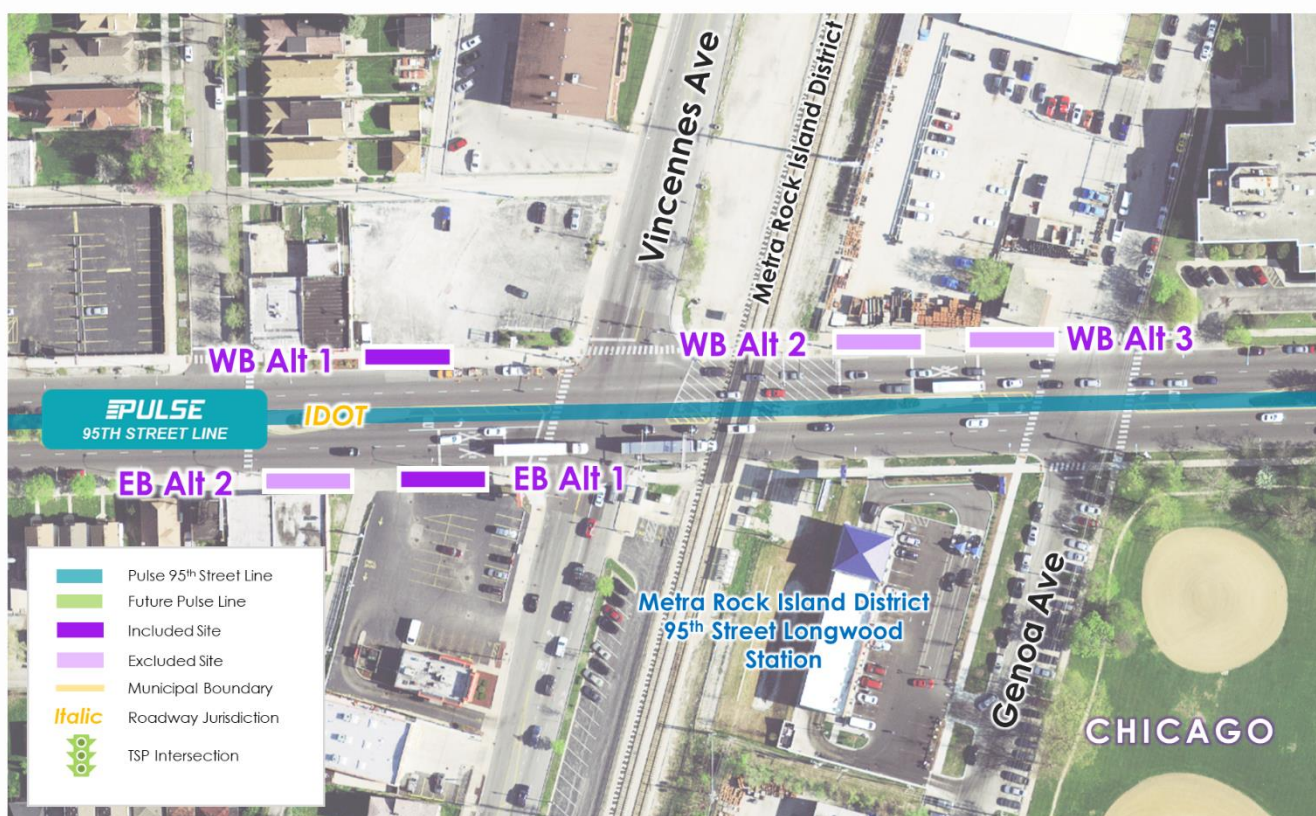 Vincennes Ave
Metra Rock Island District
WB Alt 1
WB Alt 2
WB Alt 3
PULSE
95TH STREET LINE
IDOT
EB Alt 2
EB Alt 1
Metra Rock Island District
95th Street Longwood
Station
Genoa Ave
CHICAGO
Pulse 95th Street Line
Future Pulse Line
Included Site
Excluded Site
Municipal Boundary
Italic Roadway Jurisdiction
TSP Intersection